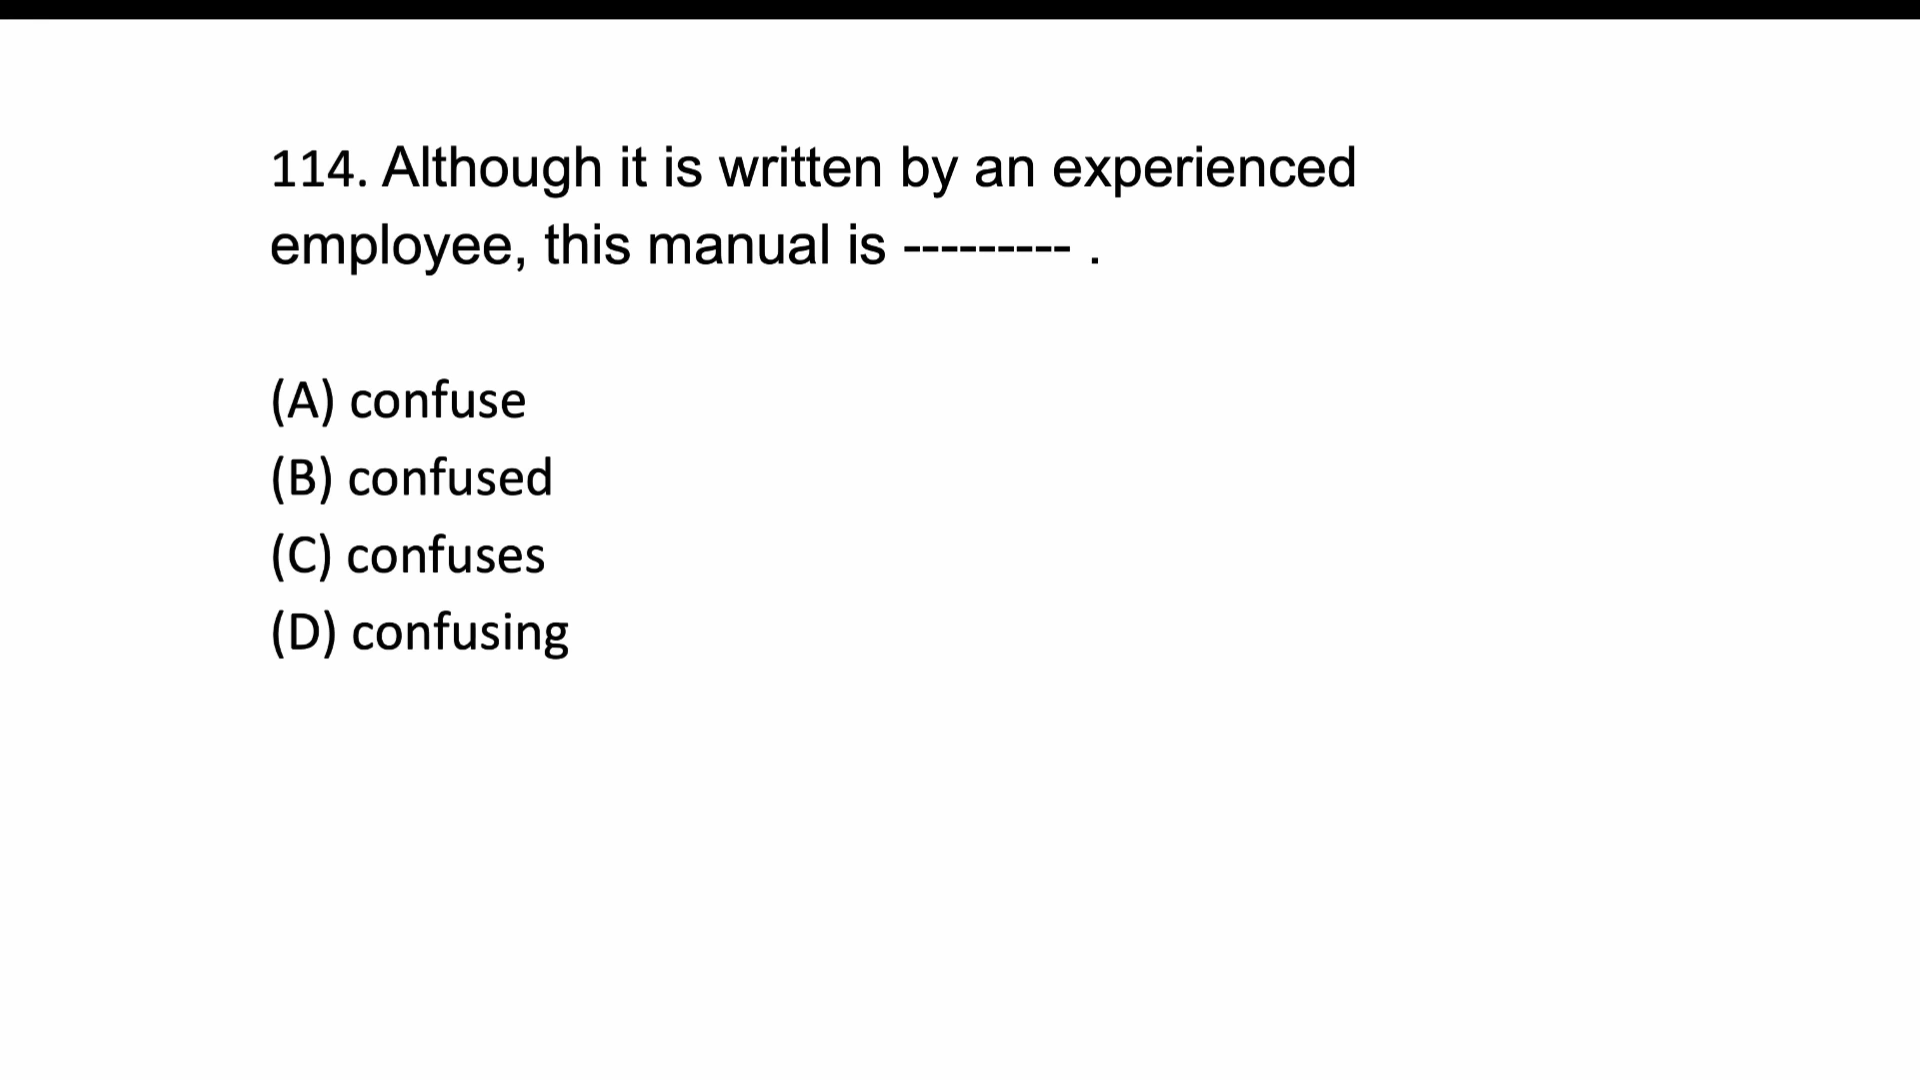 114. Although it is written by an experienced
employee, this manual is --------- .
(A) confuse
(B) confused
(C) confuses
(D) confusing